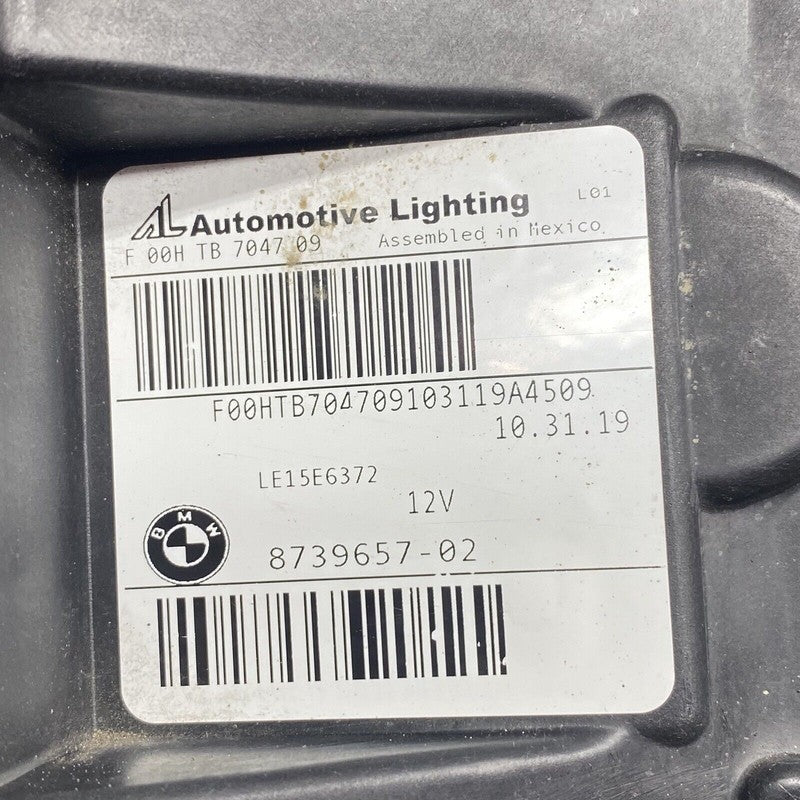 AL Automotive Lighting L01
F 00H TB 7047 09 Assembled in Mexico
F00HTB704709103119A4509
10.31.19
LE15E6372
12V
BMW
8739657-02